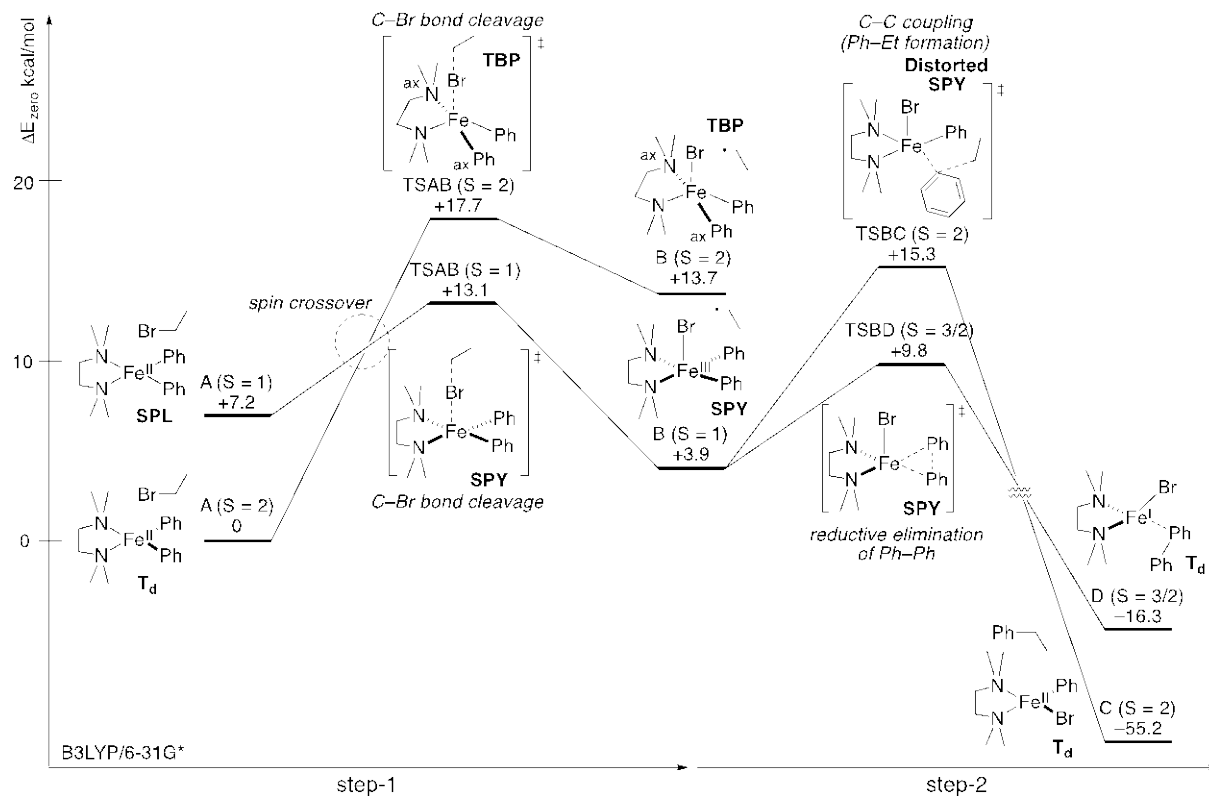 ΔE_zero kcal/mol
20
10
0
C–Br bond cleavage
‡
TBP
Br
ax
N
N
Fe
Ph
Ph
ax
TSAB (S = 2)
+17.7
TSAB (S = 1)
+13.1
spin crossover
Br
N
N
Fe^II
Ph
Ph
SPL
A (S = 1)
+7.2
Br
N
N
Fe^II
Ph
Ph
T_d
A (S = 2)
0
‡
Br
N
N
Fe
Ph
Ph
SPY
C–Br bond cleavage
TBP
ax
Br
N
N
Fe
Ph
Ph
ax
B (S = 2)
+13.7
Br
N
N
Fe^III
Ph
Ph
SPY
B (S = 1)
+3.9
C–C coupling
(Ph–Et formation)
Distorted
SPY
‡
Br
N
N
Fe
Ph
TSBC (S = 2)
+15.3
TSBD (S = 3/2)
+9.8
‡
Br
N
N
Fe
Ph
Ph
SPY
reductive elimination
of Ph–Ph
N
N
Fe^I
Br
Ph
Ph
T_d
D (S = 3/2)
–16.3
Ph
N
N
Fe^II
Ph
Br
T_d
C (S = 2)
–55.2
B3LYP/6-31G*
step-1
step-2